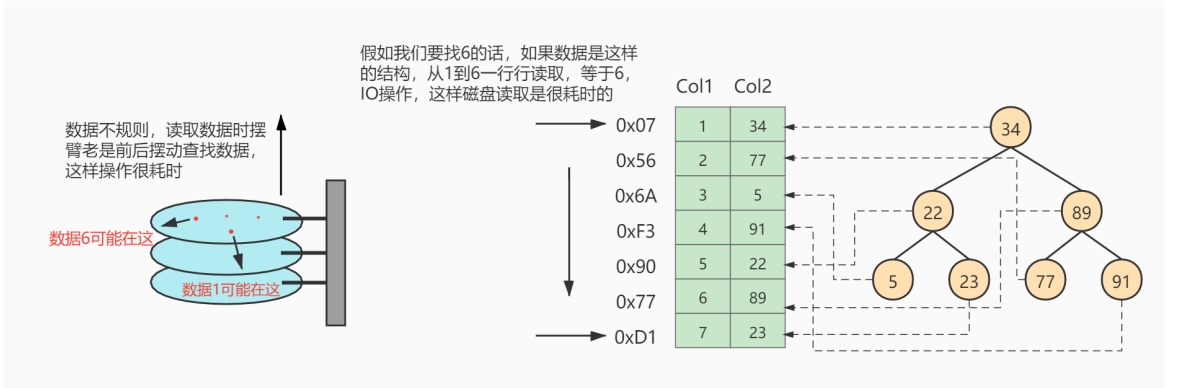 假如我们要找6的话，如果数据是这样
的结构，从1到6一行行读取，等于6，
IO操作，这样磁盘读取是很耗时的
数据不规则，读取数据时摆
臂老是前后摆动查找数据，
这样操作很耗时
数据6可能在这
数据1可能在这
Col1 Col2
0x07 1 34
0x56 2 77
0x6A 3 5
0xF3 4 91
0x90 5 22
0x77 6 89
0xD1 7 23
34
22 89
5 23 77 91